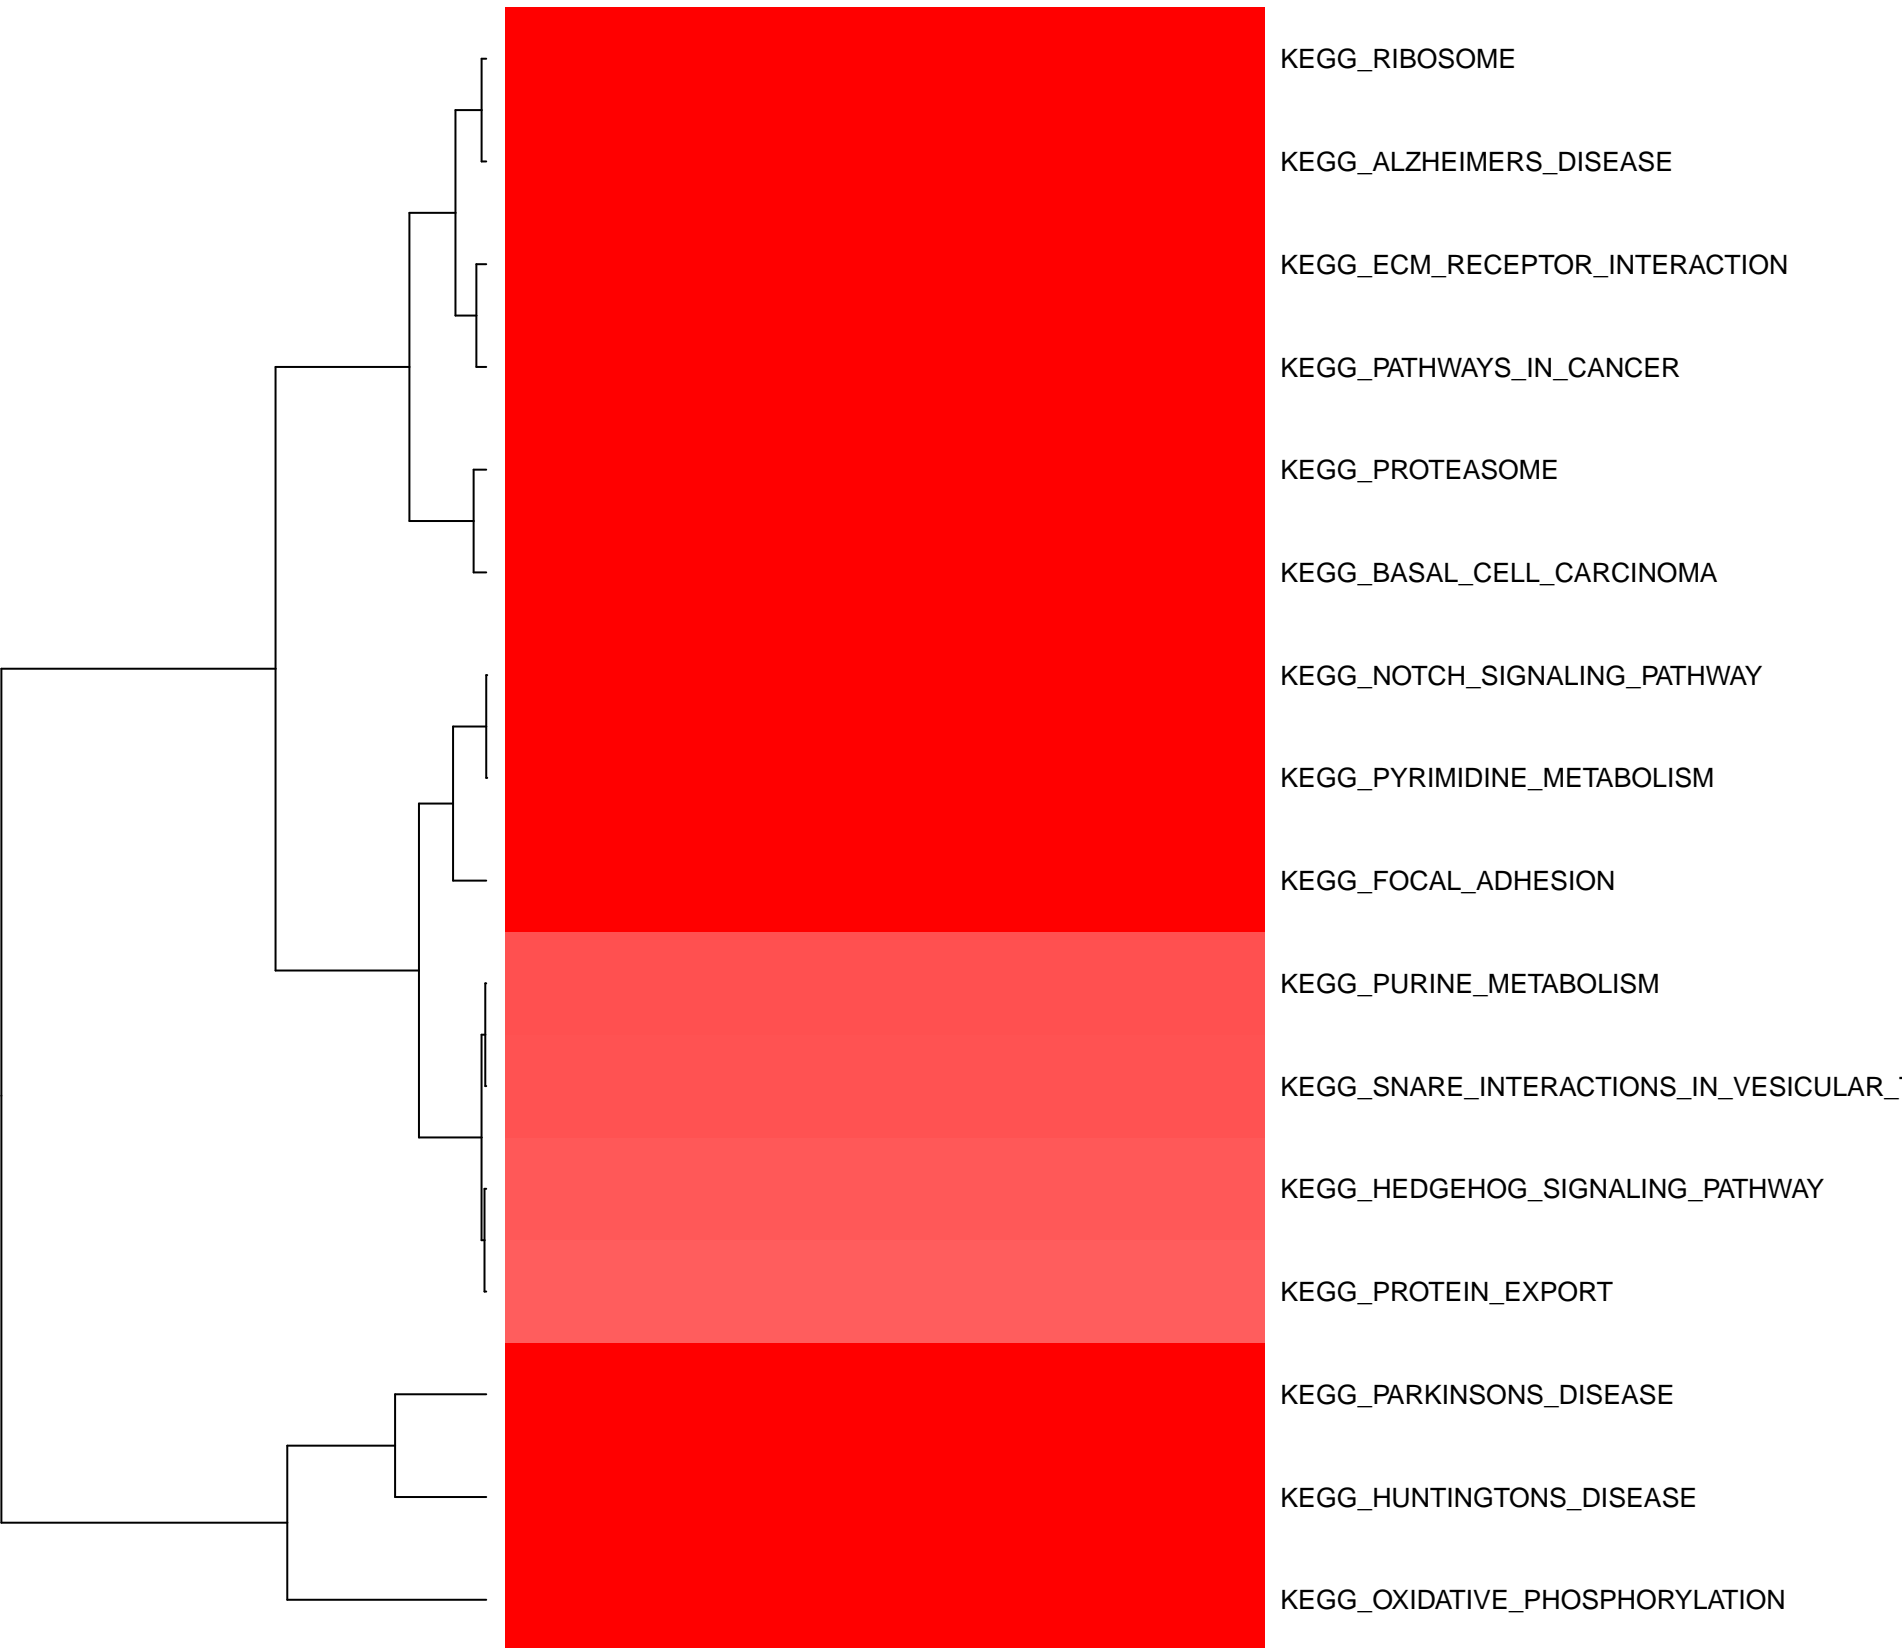 KEGG_RIBOSOME
KEGG_ALZHEIMERS_DISEASE
KEGG_ECM_RECEPTOR_INTERACTION
KEGG_PATHWAYS_IN_CANCER
KEGG_PROTEASOME
KEGG_BASAL_CELL_CARCINOMA
KEGG_NOTCH_SIGNALING_PATHWAY
KEGG_PYRIMIDINE_METABOLISM
KEGG_FOCAL_ADHESION
KEGG_PURINE_METABOLISM
KEGG_SNARE_INTERACTIONS_IN_VESICULAR_
KEGG_HEDGEHOG_SIGNALING_PATHWAY
KEGG_PROTEIN_EXPORT
KEGG_PARKINSONS_DISEASE
KEGG_HUNTINGTONS_DISEASE
KEGG_OXIDATIVE_PHOSPHORYLATION